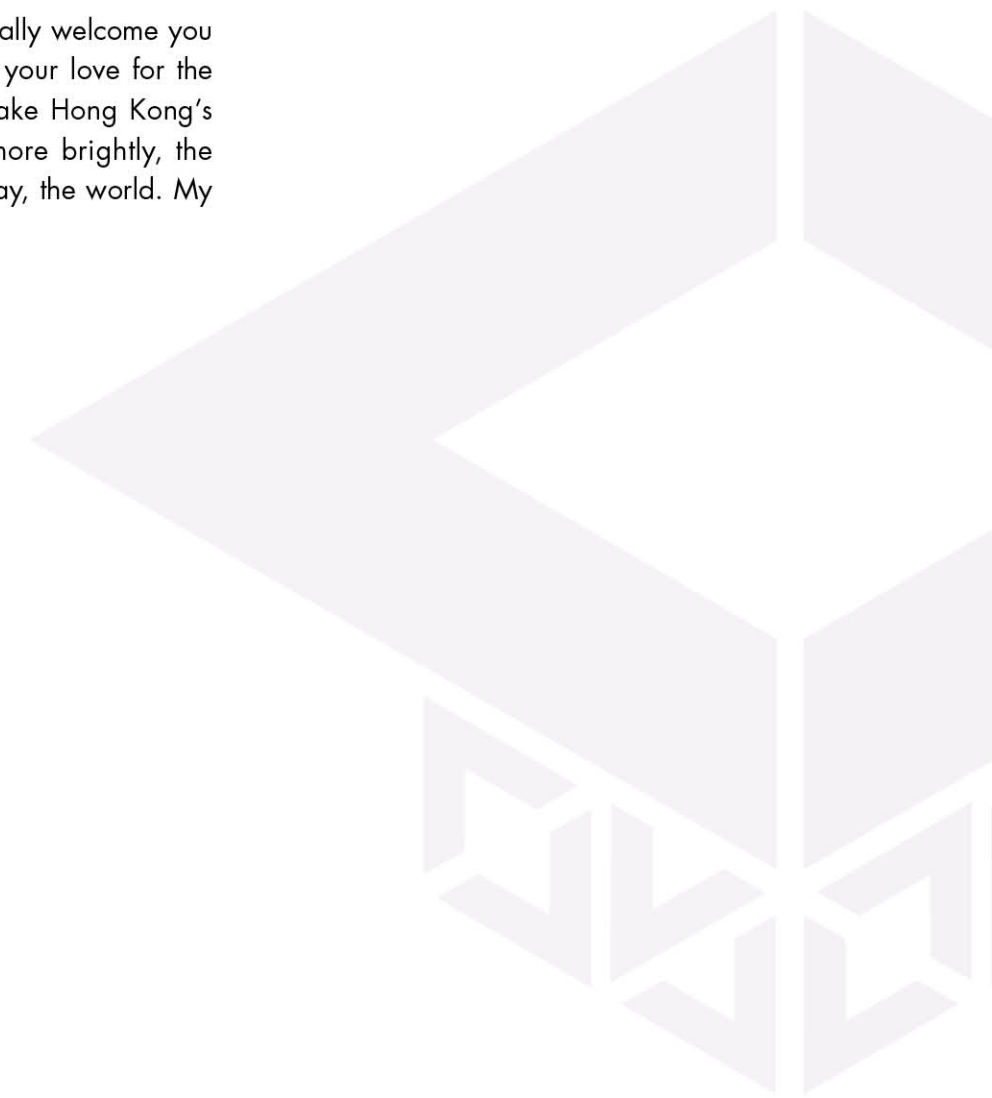 ally welcome you
your love for the
ake Hong Kong’s
nore brightly, the
ay, the world. My